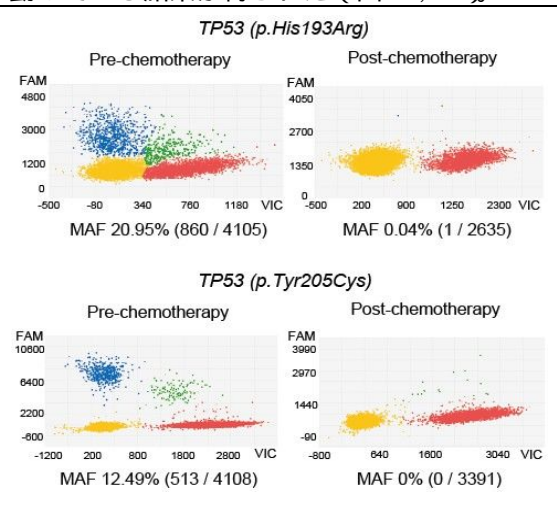 TP53 (p.His193Arg)
Pre-chemotherapy
Post-chemotherapy
FAM
4800
3000
1200
0
-500 -80 340 760 1180 VIC
MAF 20.95% (860 / 4105)
FAM
4050
2700
1350
0
-500 200 900 1250 2300 VIC
MAF 0.04% (1 / 2635)
TP53 (p.Tyr205Cys)
Pre-chemotherapy
Post-chemotherapy
FAM
10600
6400
2200
-800
-1200 200 800 1800 2800 VIC
MAF 12.49% (513 / 4108)
FAM
3990
2970
1440
-90
-800 640 1600 3040 VIC
MAF 0% (0 / 3391)